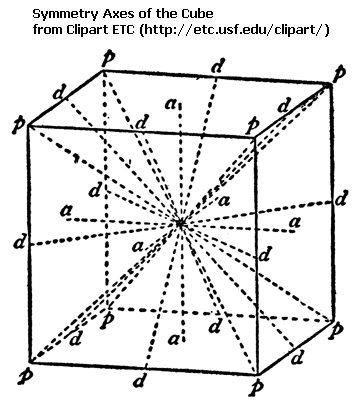 Symmetry Axes of the Cube
from Clipart ETC (http://etc.usf.edu/clipart/)
p
d d p
d a d
p d p
d
a a a d
d a d
p d
d a
p d d d p